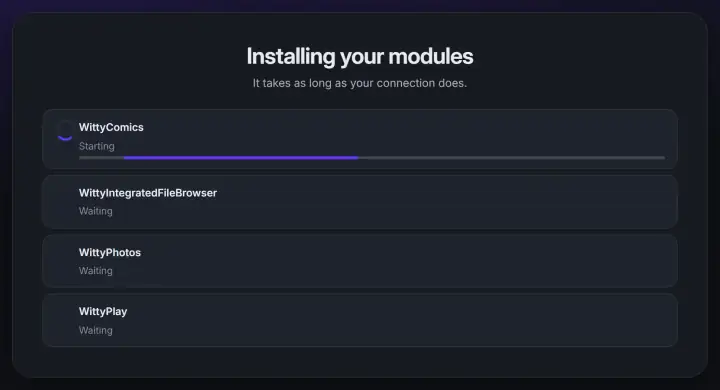 Installing your modules
It takes as long as your connection does.
WittyComics
Starting
WittyIntegratedFileBrowser
Waiting
WittyPhotos
Waiting
WittyPlay
Waiting